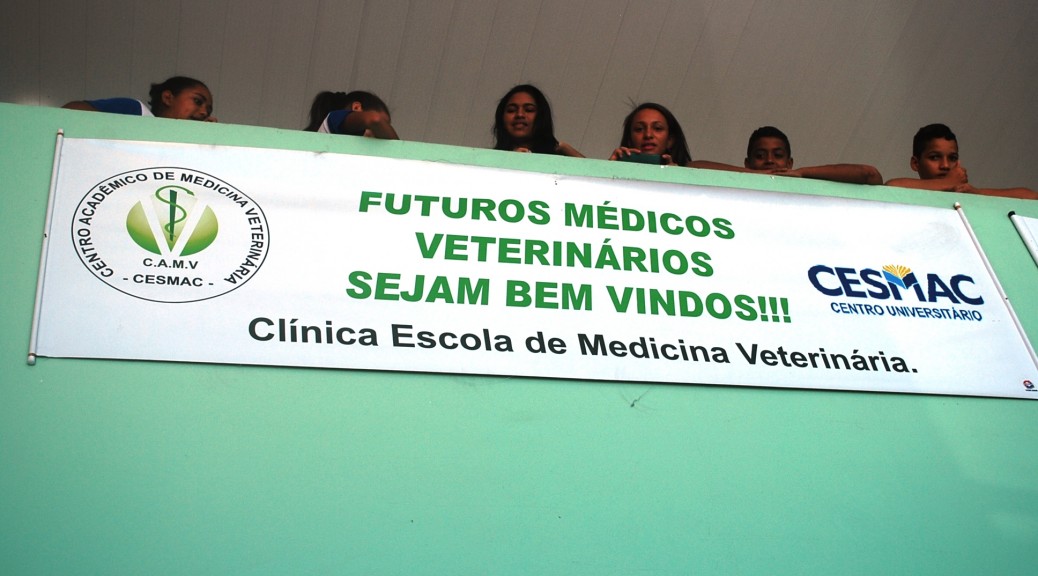 CENTRO ACADÊMICO DE MEDICINA VETERINÁRIA
C.A.M.V
- CESMAC -
FUTUROS MÉDICOS
VETERINÁRIOS
SEJAM BEM VINDOS!!!
Clínica Escola de Medicina Veterinária.
CESMAC
CENTRO UNIVERSITÁRIO